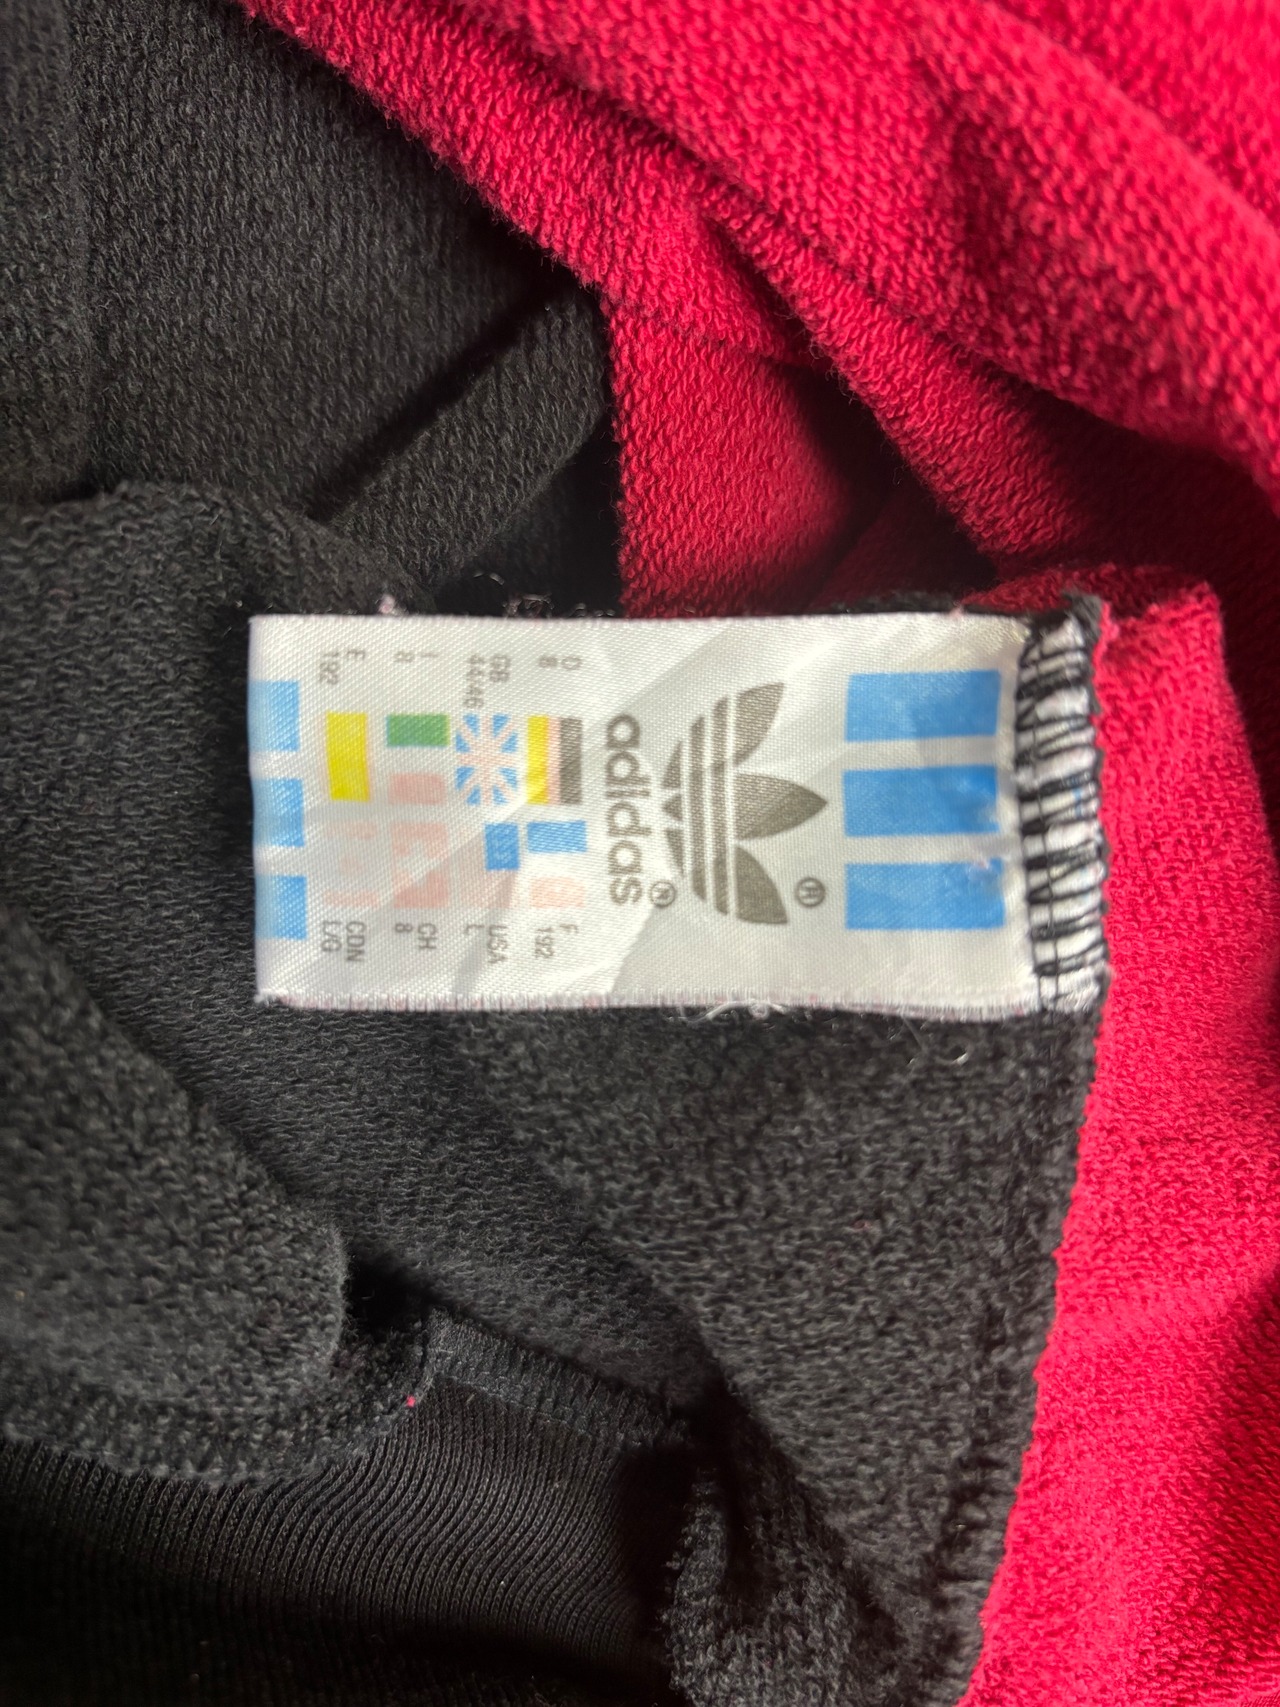 ®
adidas ®
D F
8 192
GB USA
44/46 L
I CH
8 8
E CDN
192 L/G